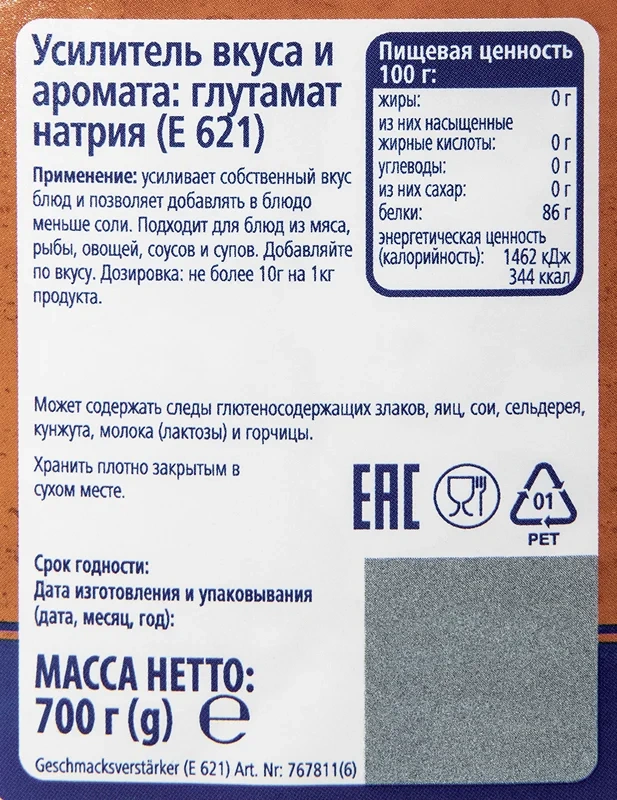 Усилитель вкуса и
аромата: глутамат
натрия (Е 621)
Применение: усиливает собственный вкус
блюд и позволяет добавлять в блюдо
меньше соли. Подходит для блюд из мяса,
рыбы, овощей, соусов и супов. Добавляйте
по вкусу. Дозировка: не более 10г на 1кг
продукта.
Пищевая ценность
100 г:
жиры: 0 г
из них насыщенные
жирные кислоты: 0 г
углеводы: 0 г
из них сахар: 0 г
белки: 86 г
энергетическая ценность
(калорийность): 1462 кДж
344 ккал
Может содержать следы глютеносодержащих злаков, яиц, сои, сельдерея,
кунжута, молока (лактозы) и горчицы.
Хранить плотно закрытым в
сухом месте.
EAC
01
PET
Срок годности:
Дата изготовления и упаковывания
(дата, месяц, год):
МАССА НЕТТО:
700 г (g) ℮
Geschmacksverstärker (E 621) Art. Nr: 767811(6)